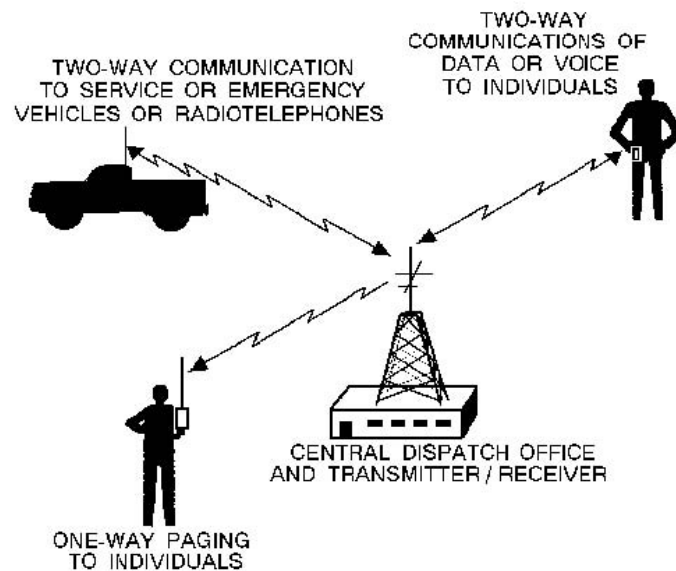 TWO-WAY COMMUNICATION
TO SERVICE OR EMERGENCY
VEHICLES OR RADIOTELEPHONES
TWO-WAY
COMMUNICATIONS OF
DATA OR VOICE
TO INDIVIDUALS
CENTRAL DISPATCH OFFICE
AND TRANSMITTER / RECEIVER
ONE-WAY PAGING
TO INDIVIDUALS